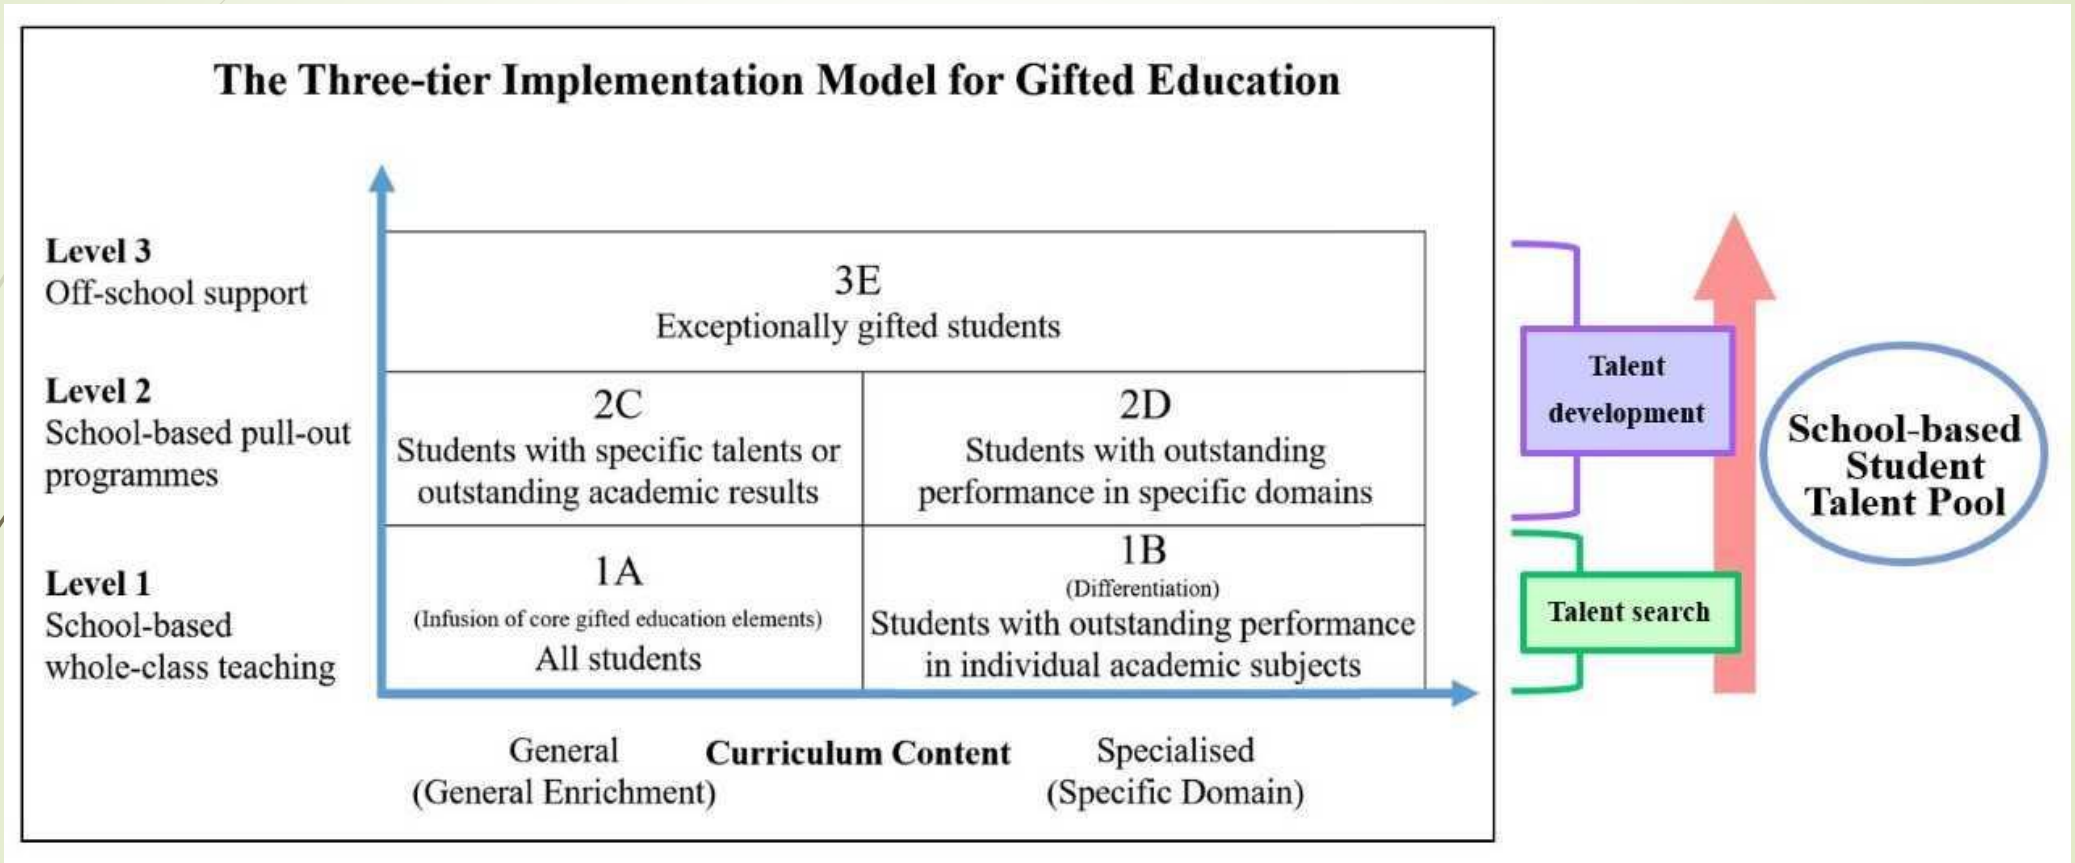 The Three-tier Implementation Model for Gifted Education
Level 3
Off-school support
3E
Exceptionally gifted students
Level 2
School-based pull-out
programmes
2C
Students with specific talents or
outstanding academic results
2D
Students with outstanding
performance in specific domains
Level 1
School-based
whole-class teaching
1A
(Infusion of core gifted education elements)
All students
1B
(Differentiation)
Students with outstanding performance
in individual academic subjects
General
(General Enrichment)
Curriculum Content
Specialised
(Specific Domain)
Talent
development
Talent search
School-based
Student
Talent Pool